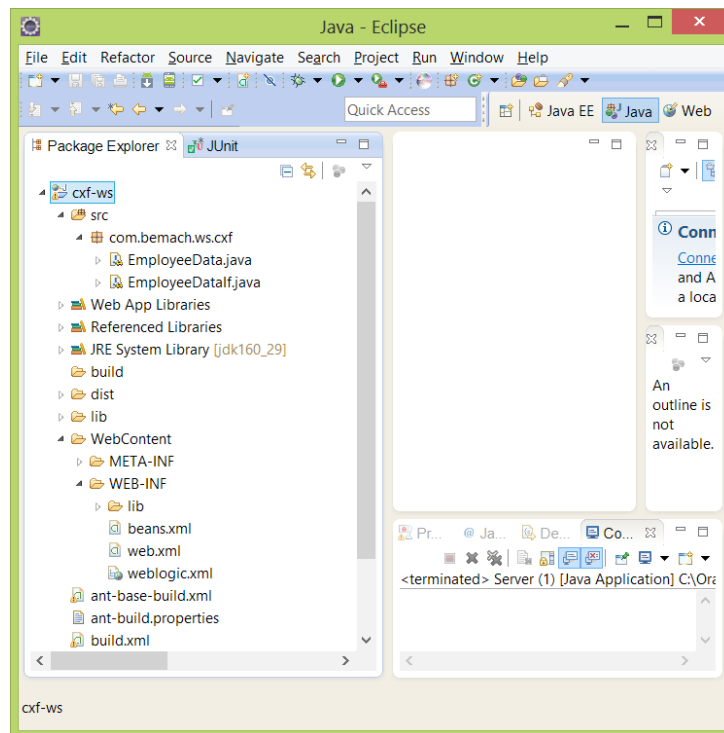 Java - Eclipse
File Edit Refactor Source Navigate Search Project Run Window Help
Quick Access Java EE Java Web
Package Explorer JUnit
cxf-ws
src
com.bemach.ws.cxf
EmployeeData.java
EmployeeDataIf.java
Web App Libraries
Referenced Libraries
JRE System Library [jdk160_29]
build
dist
lib
WebContent
META-INF
WEB-INF
lib
beans.xml
web.xml
weblogic.xml
ant-base-build.xml
ant-build.properties
build.xml
Conn
Conne
and A
a loca
An
outline is
not
available.
Pr... @ Ja... De... Co...
<terminated> Server (1) [Java Application] C:\Ora
cxf-ws